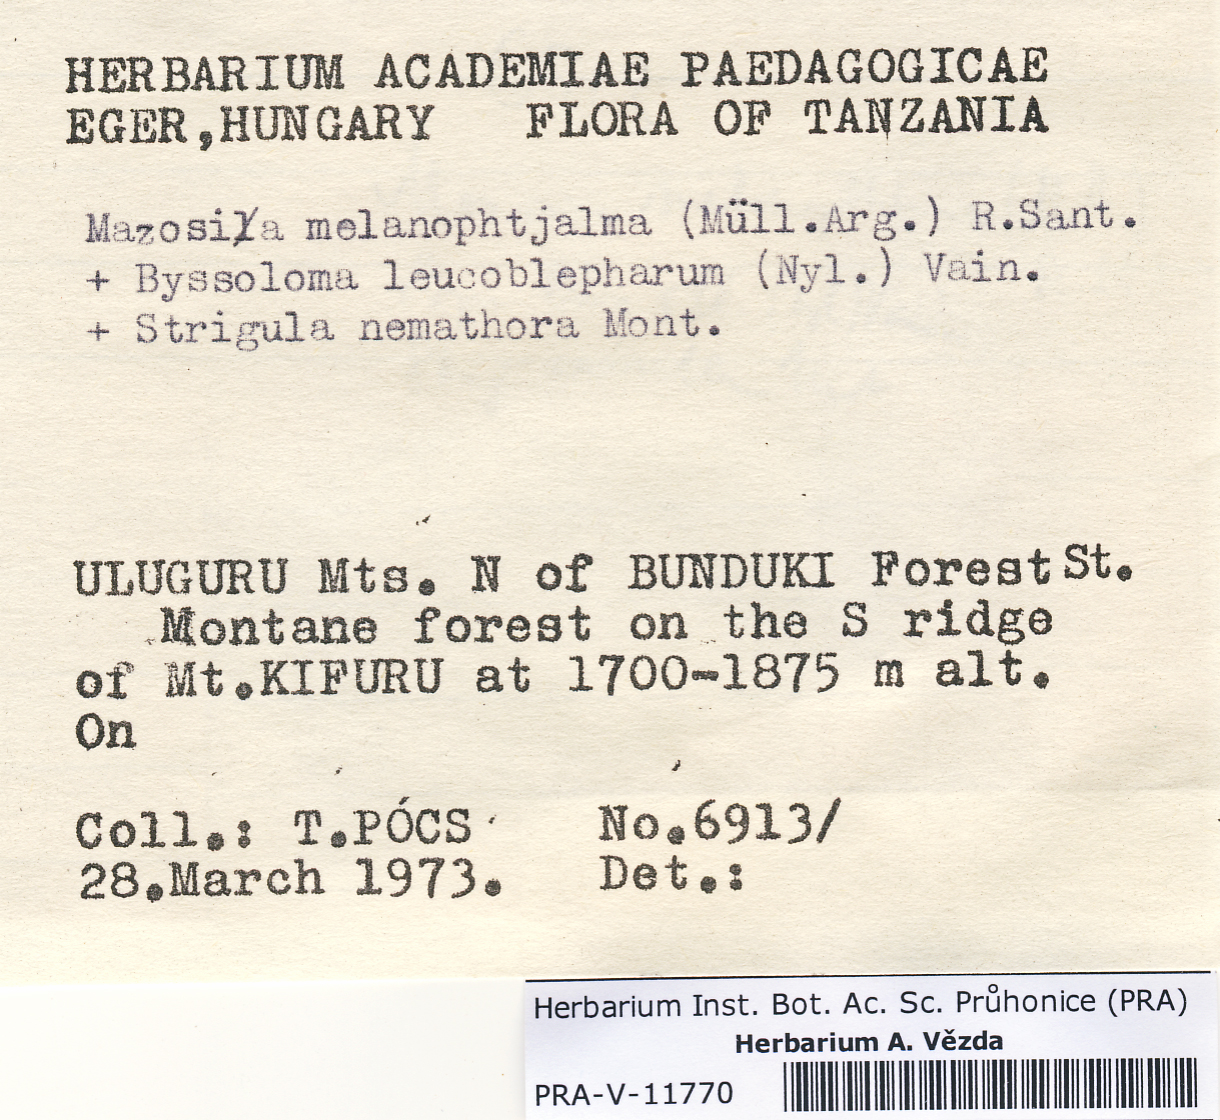 HERBARIUM ACADEMIAE PAEDAGOGICAE
EGER,HUNGARY FLORA OF TANZANIA
Mazosi/a melanophtjalma (Müll.Arg.) R.Sant.
+ Byssoloma leucoblepharum (Nyl.) Vain.
+ Strigula nemathora Mont.
ULUGURU Mts. N of BUNDUKI Forest St.
Montane forest on the S ridge
of Mt.KIFURU at 1700-1875 m alt.
On
Coll.: T.PÓCS No.6913/
28.March 1973. Det.:
Herbarium Inst. Bot. Ac. Sc. Průhonice (PRA)
Herbarium A. Vězda
PRA-V-11770